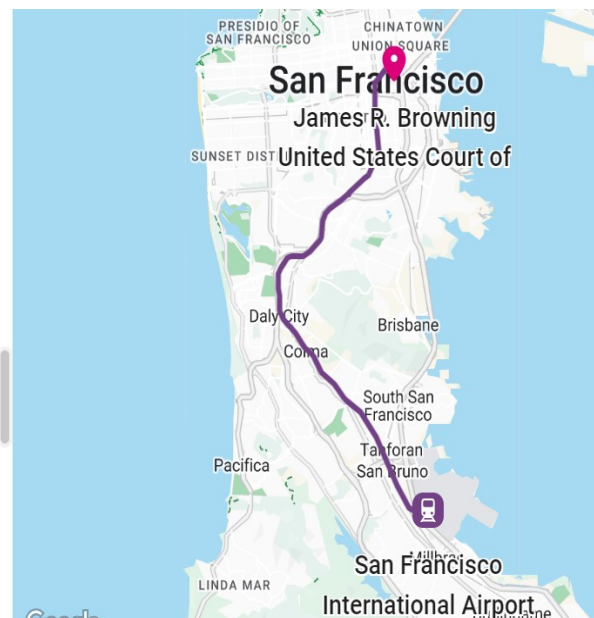 PRESIDIO OF
SAN FRANCISCO
CHINATOWN
UNION SQUARE
San Francisco
James R. Browning
SUNSET DIST
United States Court of
Daly City
Colma
Brisbane
South San
Francisco
Tanforan
San Bruno
Pacifica
San Francisco
LINDA MAR
International Airport
Google